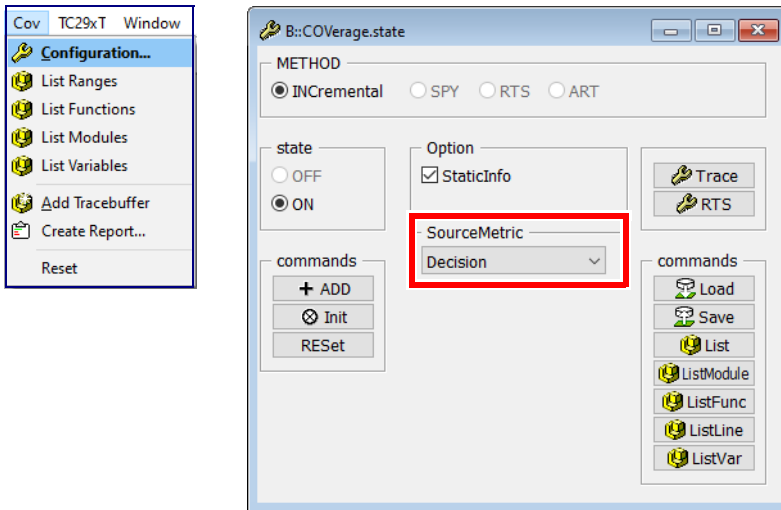 Cov TC29xT Window
Configuration...
List Ranges
List Functions
List Modules
List Variables
Add Tracebuffer
Create Report...
Reset
B::COVerage.state
METHOD
INCremental SPY RTS ART
state
OFF
ON
Option
StaticInfo
Trace
RTS
SourceMetric
Decision
commands
+ ADD
Init
RESet
commands
Load
Save
List
ListModule
ListFunc
ListLine
ListVar